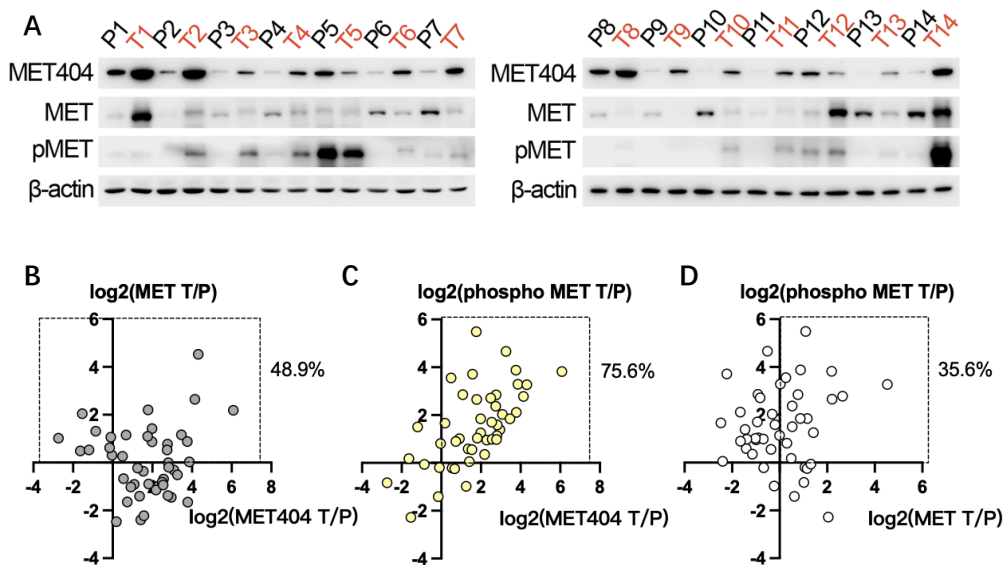 A
P1 T1 P2 T2 P3 T3 P4 T4 P5 T5 P6 T6 P7 T7
MET404
MET
pMET
β-actin
P8 T8 P9 T9 P10 T10 P11 T11 P12 T12 P13 T13 P14 T14
MET404
MET
pMET
β-actin
B
log2(MET T/P)
6
4
2
-2
-4
-4 -2 2 4 6 8
48.9%
log2(MET404 T/P)
C
log2(phospho MET T/P)
6
4
2
-2
-4
-4 -2 2 4 6 8
75.6%
log2(MET404 T/P)
D
log2(phospho MET T/P)
6
4
2
-2
-4
-4 -2 2 4 6
35.6%
log2(MET T/P)